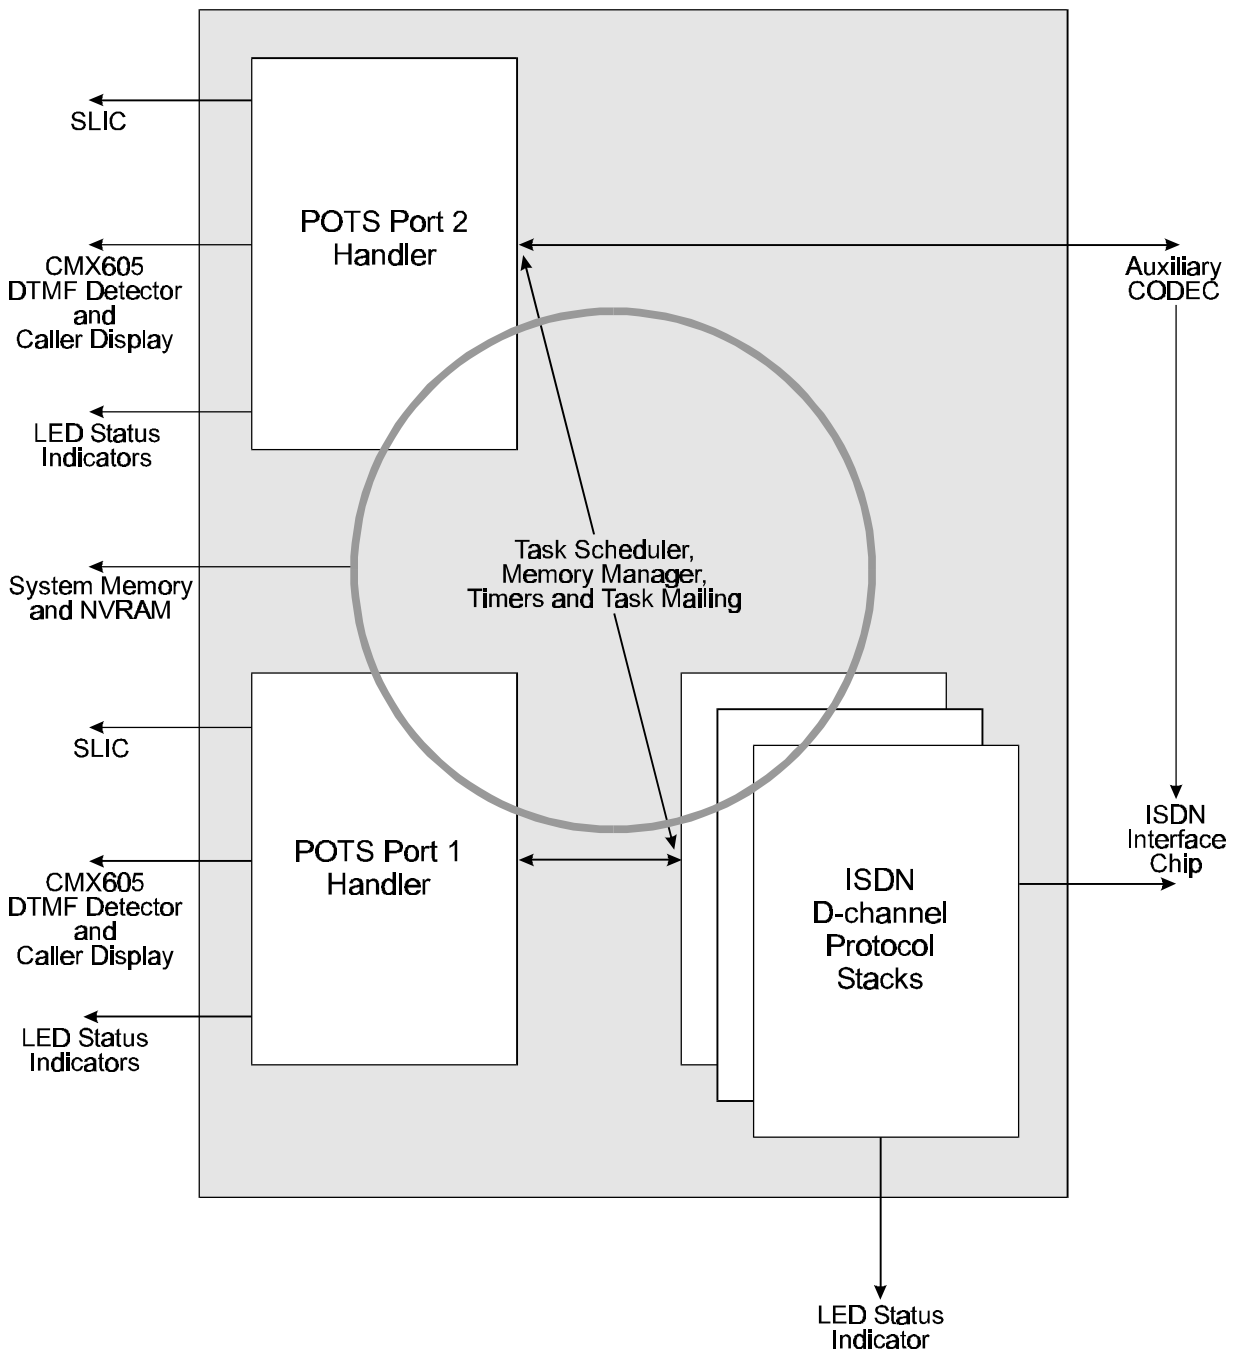 SLIC
POTS Port 2
Handler
CMX605
DTMF Detector
and
Caller Display
Auxiliary
CODEC
LED Status
Indicators
Task Scheduler,
Memory Manager,
Timers and Task Mailing
System Memory
and NVRAM
SLIC
POTS Port 1
Handler
CMX605
DTMF Detector
and
Caller Display
ISDN
Interface
Chip
ISDN
D-channel
Protocol
Stacks
LED Status
Indicators
LED Status
Indicator